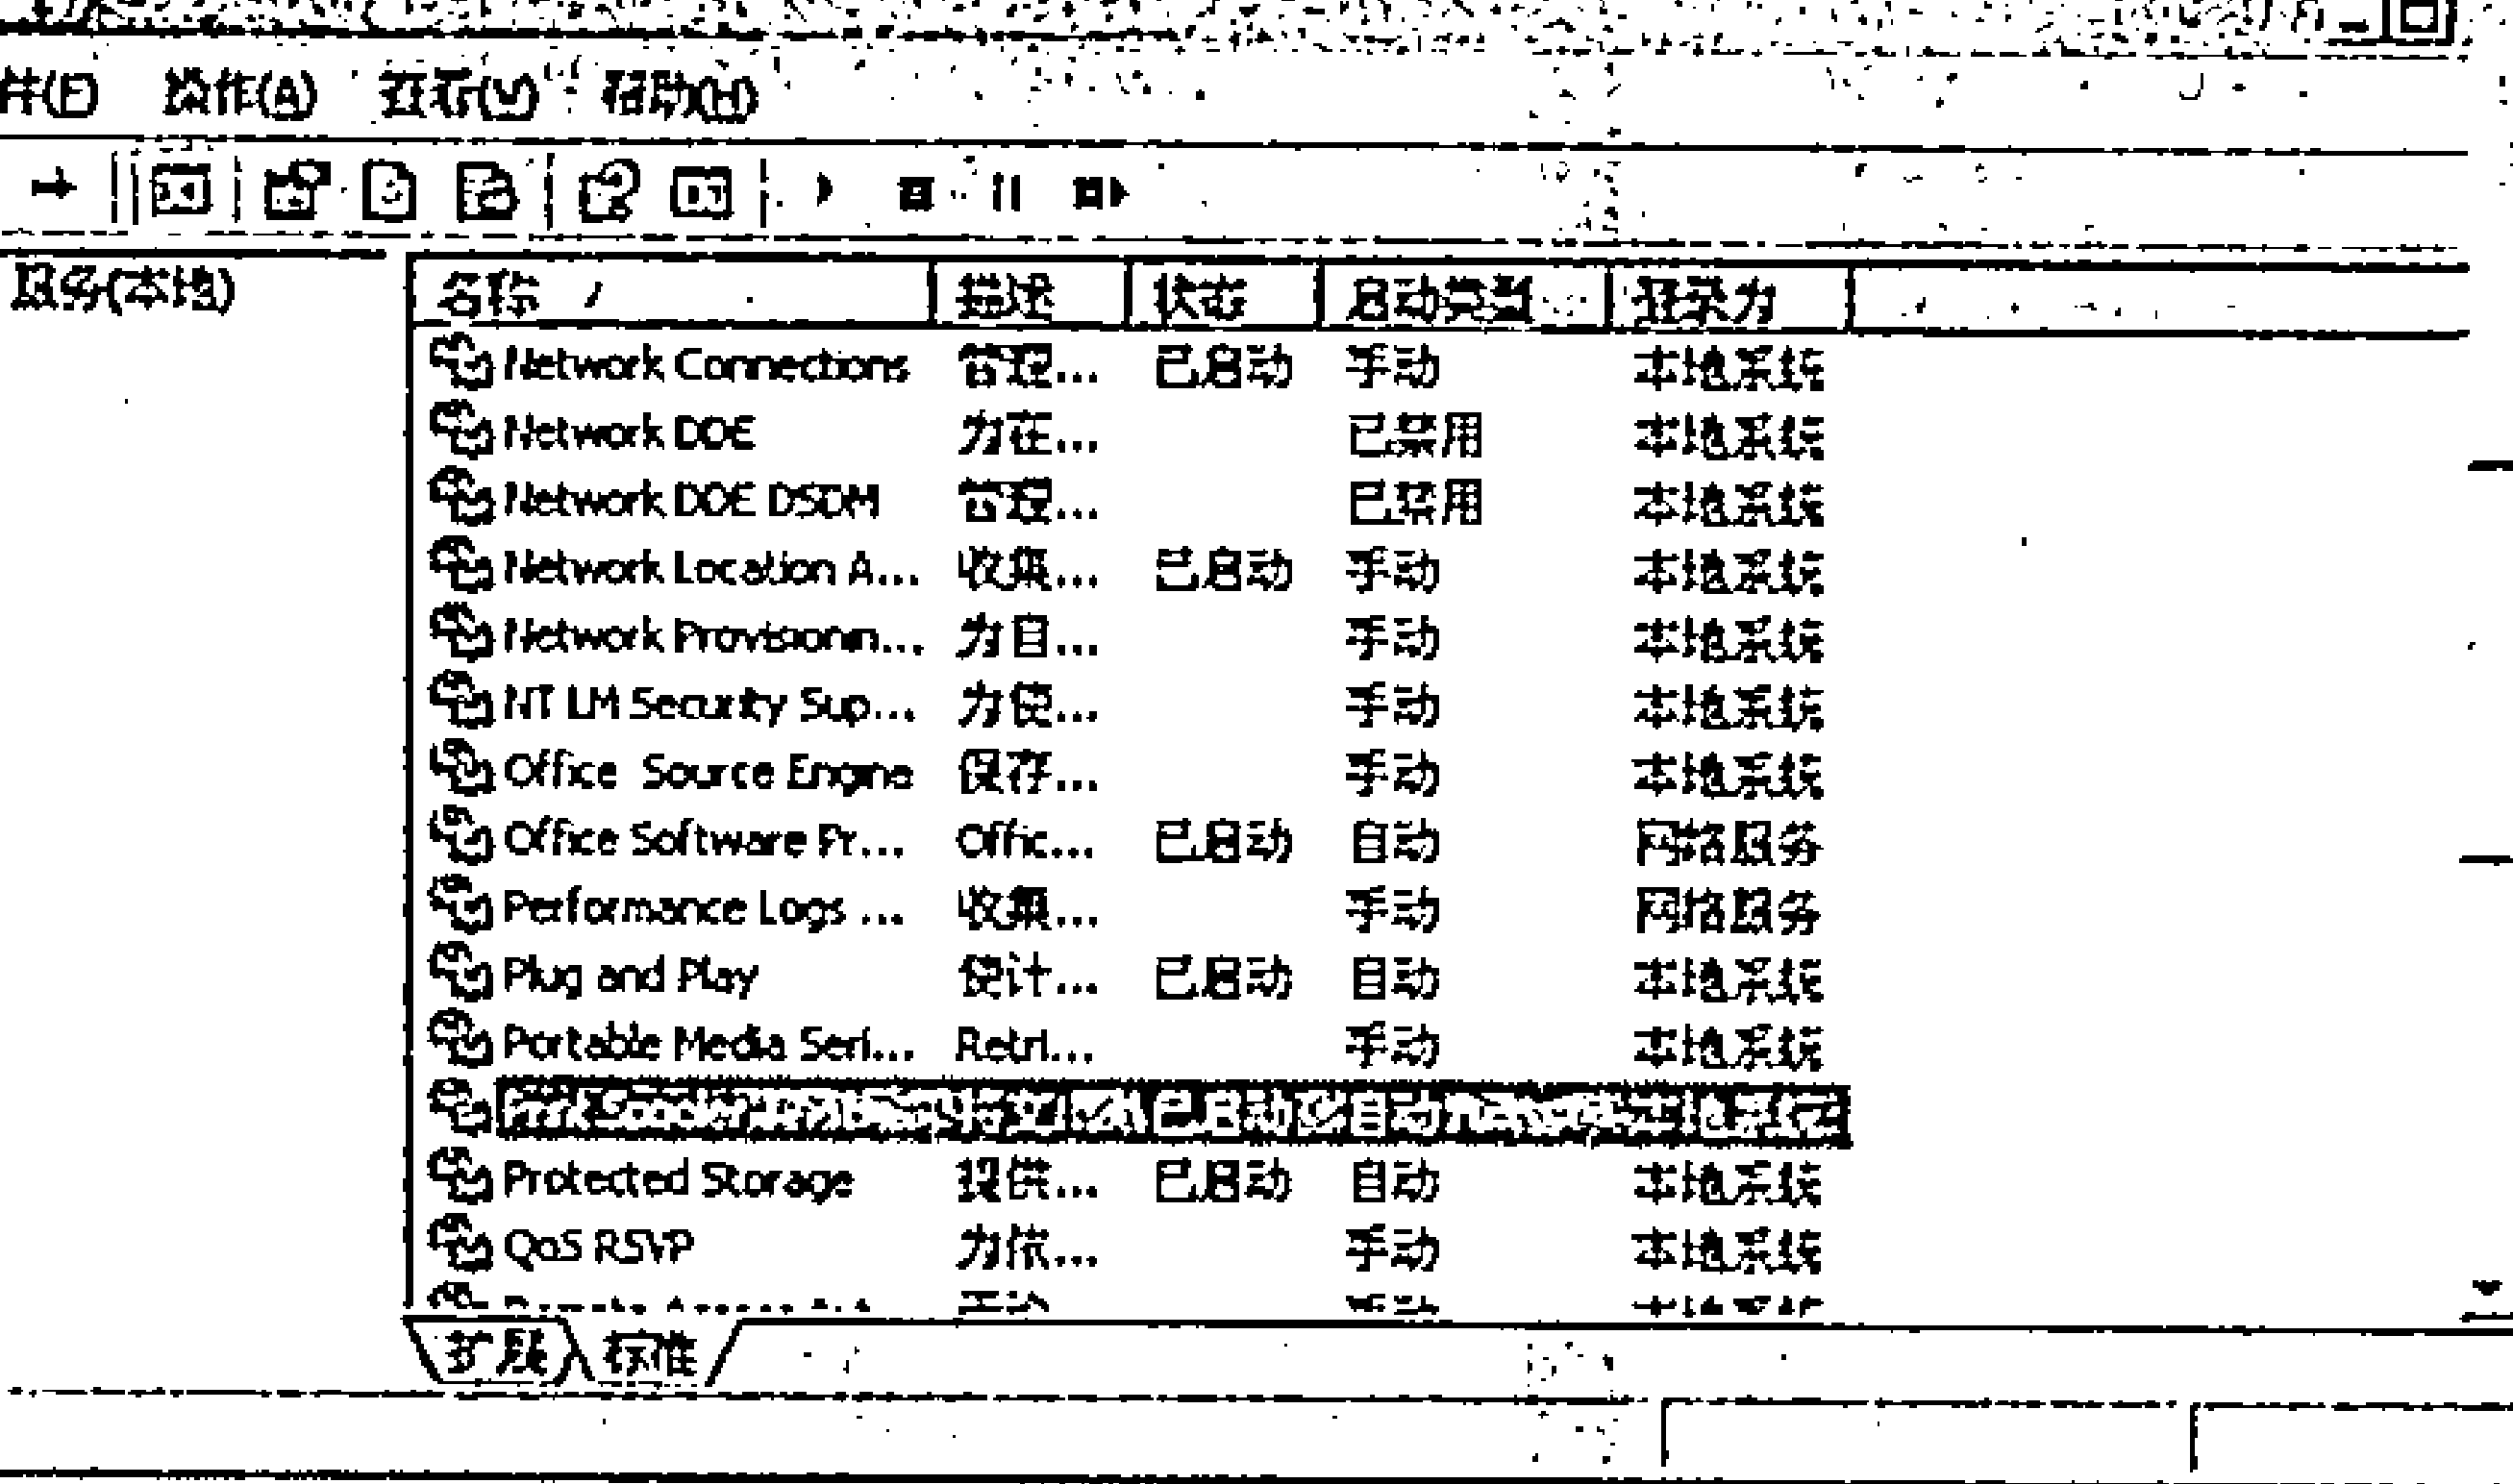 件(F) 操作(A) 查看(V) 帮助(H)
服务(本地)
名称 描述 状态 启动类型 登录为
Network Connections 管理... 已启动 手动 本地系统
Network DDE 为在... 已禁用 本地系统
Network DDE DSDM 管理... 已禁用 本地系统
Network Location A... 收集... 已启动 手动 本地系统
Network Provisionin... 为自... 手动 本地系统
NT LM Security Sup... 为使... 手动 本地系统
Office Source Engine 保存... 手动 本地系统
Office Software Pr... Offic... 已启动 自动 网络服务
Performance Logs ... 收集... 手动 网络服务
Plug and Play 使计... 已启动 自动 本地系统
Portable Media Seri... Retri... 手动 本地系统
已启动 自动 本地系统
Protected Storage 提供... 已启动 自动 本地系统
QoS RSVP 为依... 手动 本地系统
扩展 标准